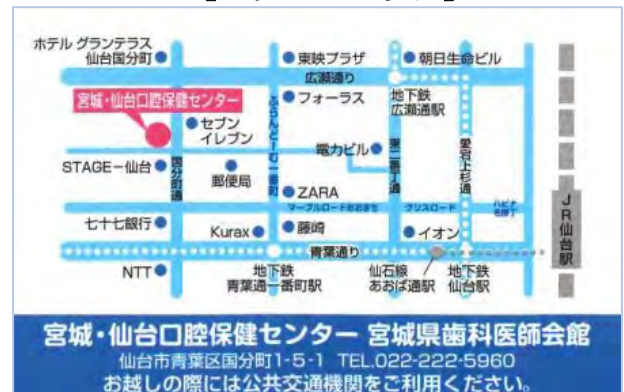 ホテル グランテラス
仙台国分町
東映プラザ
朝日生命ビル
広瀬通り
宮城・仙台口腔保健センター
フォーラス
地下鉄
広瀬通駅
セブン
イレブン
ぶらんどーむ一番町
電力ビル
東二番丁通
愛宕上杉通
STAGE−仙台
国分町通
郵便局
ZARA
マーブルロードおおまち
クリスロード
ハピナ
名掛丁
JR仙台駅
七十七銀行
Kurax
藤崎
イオン
青葉通り
NTT
地下鉄
青葉通一番町駅
仙石線
あおば通駅
地下鉄
仙台駅
宮城・仙台口腔保健センター 宮城県歯科医師会館
仙台市青葉区国分町1-5-1 TEL.022-222-5960
お越しの際には公共交通機関をご利用ください。